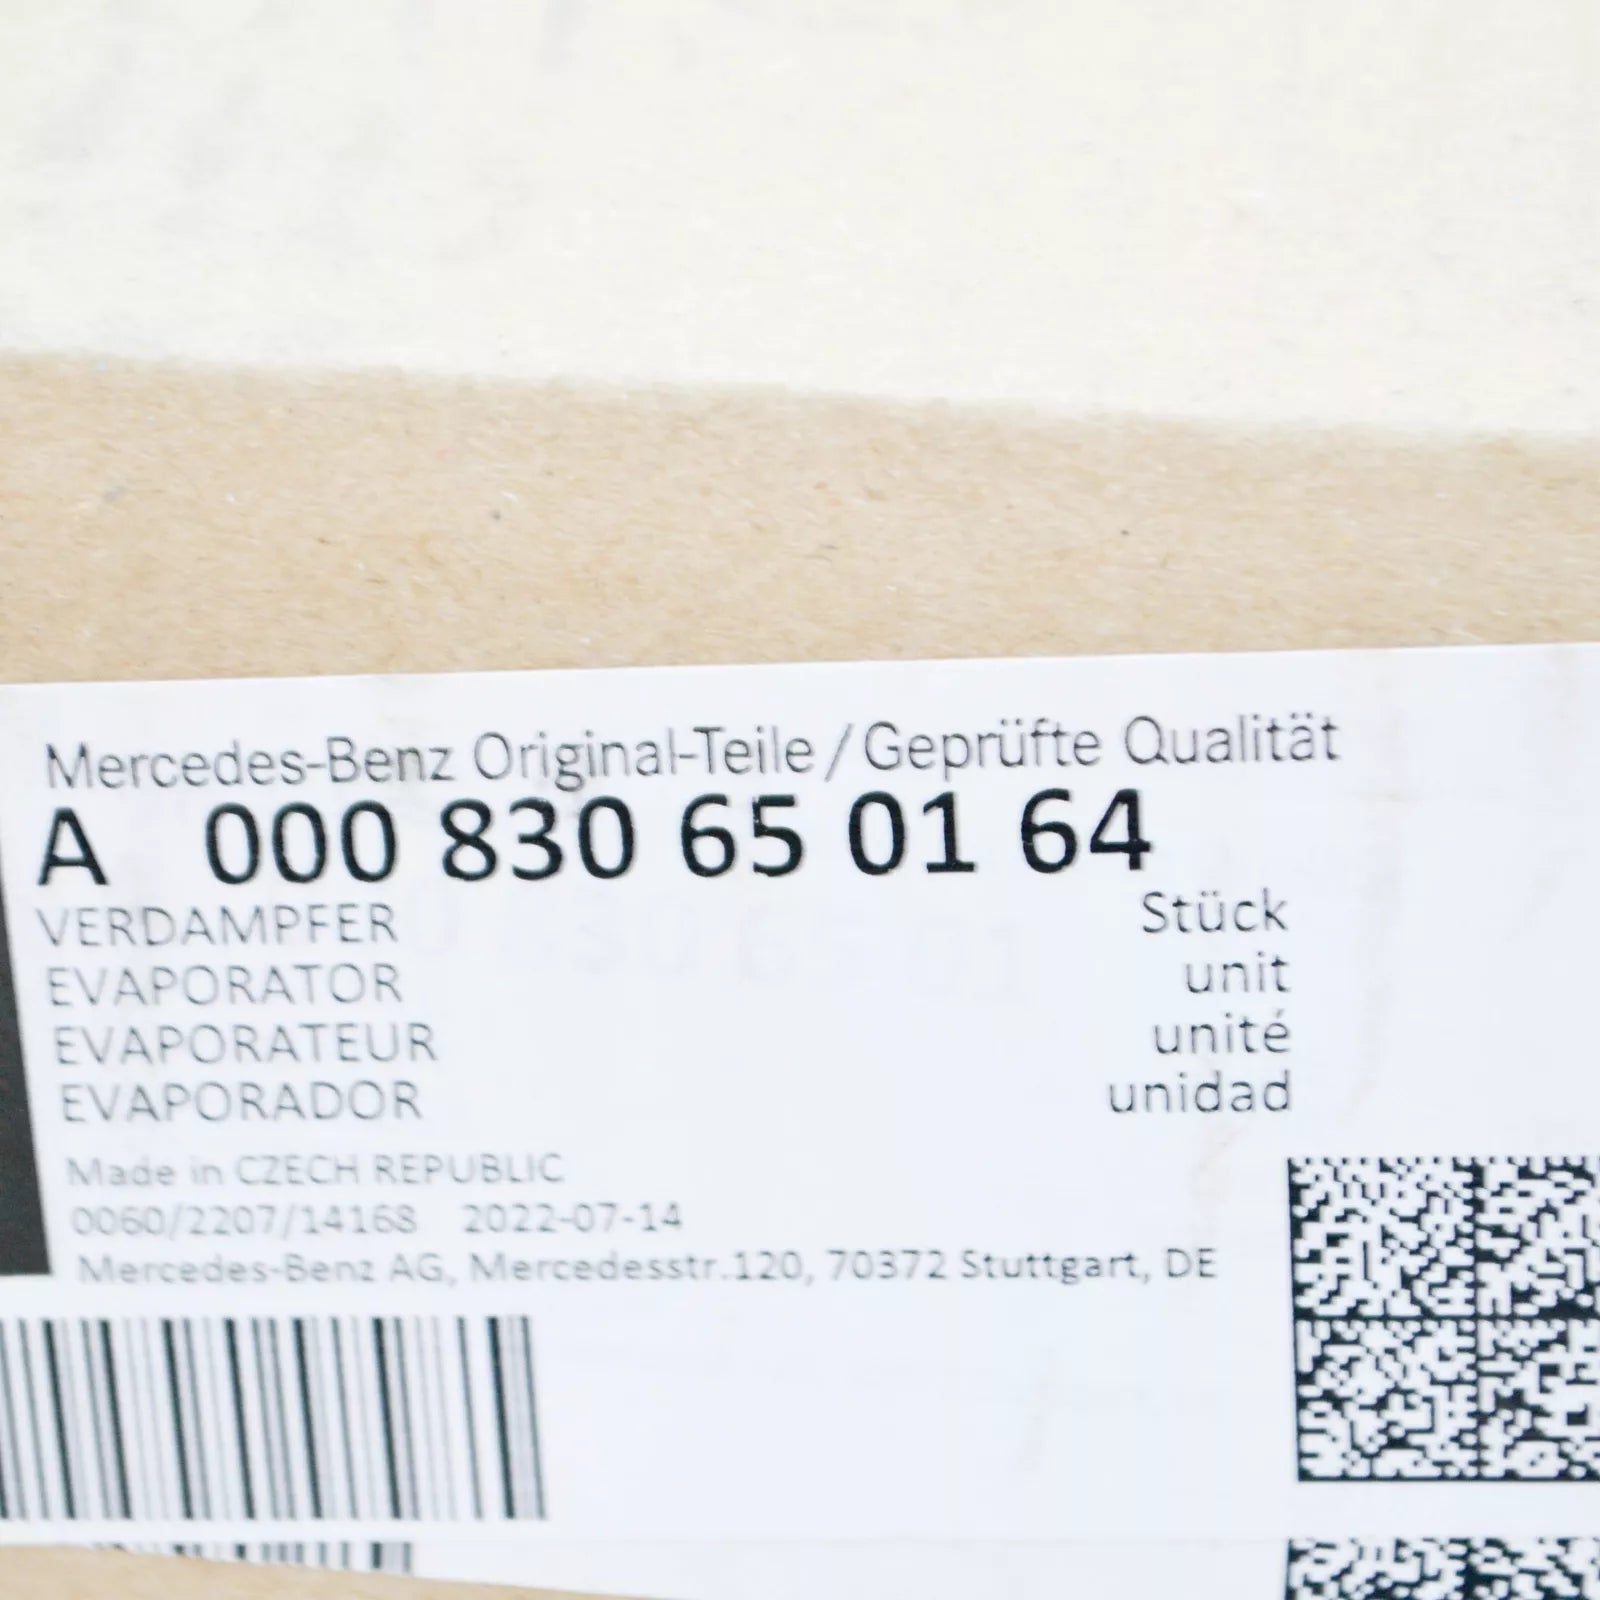 Mercedes-Benz Original-Teile / Geprüfte Qualität
A 000 830 65 01 64
VERDAMPFER Stück
EVAPORATOR unit
EVAPORATEUR unité
EVAPORADOR unidad
Made in CZECH REPUBLIC
0060/2207/14168 2022-07-14
Mercedes-Benz AG, Mercedesstr.120, 70372 Stuttgart, DE